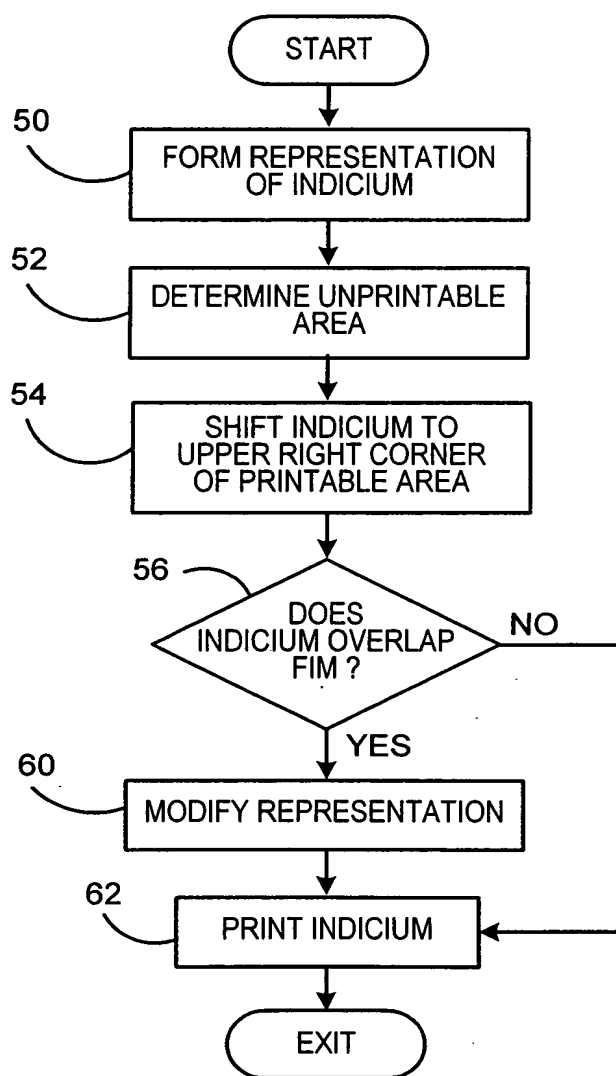 START
50
FORM REPRESENTATION
OF INDICIUM
52
DETERMINE UNPRINTABLE
AREA
54
SHIFT INDICIUM TO
UPPER RIGHT CORNER
OF PRINTABLE AREA
56
DOES
INDICIUM OVERLAP
FIM ?
NO
YES
60
MODIFY REPRESENTATION
62
PRINT INDICIUM
EXIT